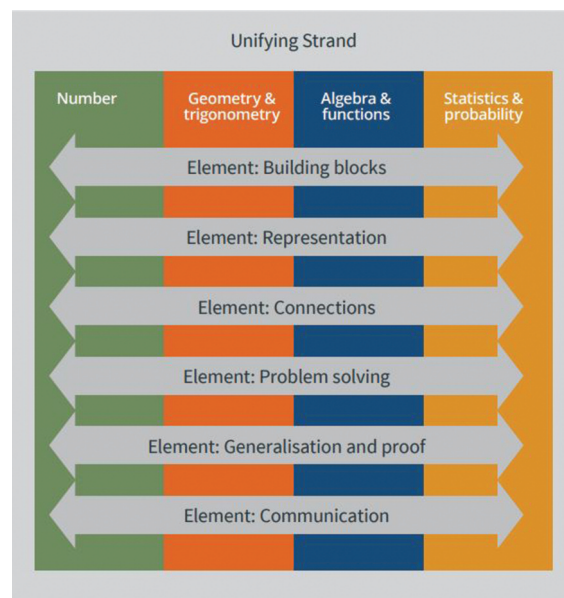 Unifying Strand
Number
Geometry &
trigonometry
Algebra &
functions
Statistics &
probability
Element: Building blocks
Element: Representation
Element: Connections
Element: Problem solving
Element: Generalisation and proof
Element: Communication